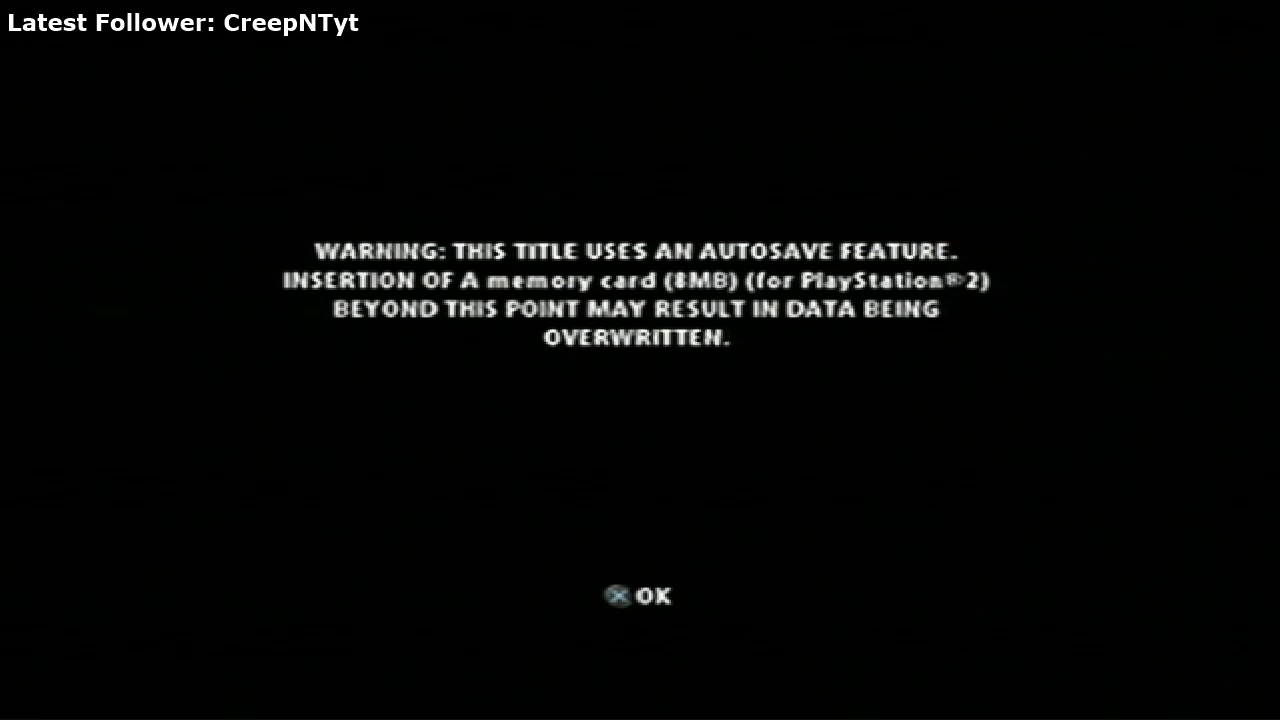 Latest Follower: CreepNTyt
WARNING: THIS TITLE USES AN AUTOSAVE FEATURE.
INSERTION OF A memory card (8MB) (for PlayStation®2)
BEYOND THIS POINT MAY RESULT IN DATA BEING
OVERWRITTEN.
OK